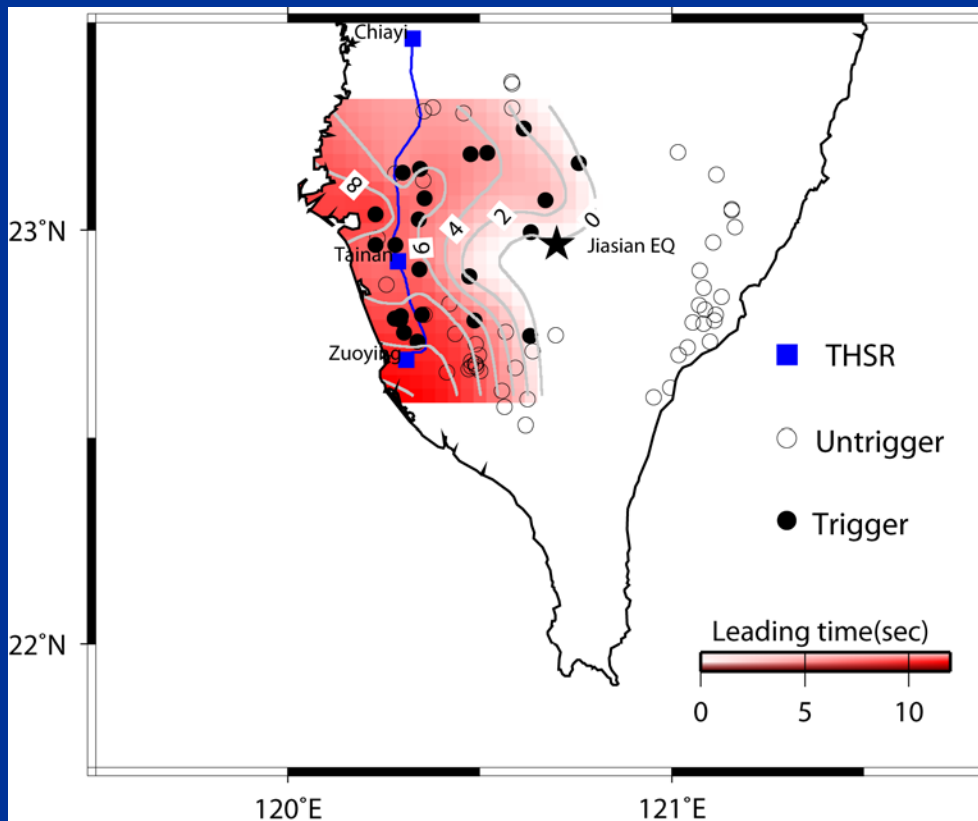 Chiayi
8
2
0
4
6
23°N
Jiasian EQ
Tainan
Zuoying
THSR
Untrigger
Trigger
22°N
Leading time(sec)
0 5 10
120°E 121°E